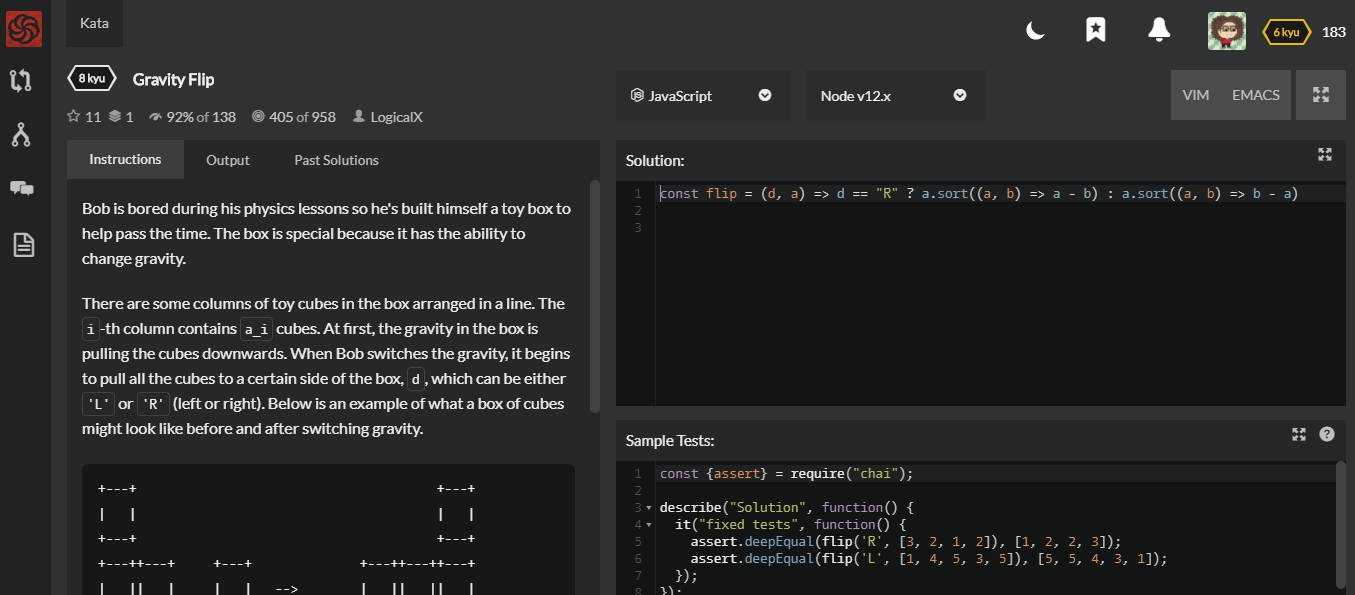 Kata
6 kyu 183
8 kyu Gravity Flip
11 1 92% of 138 405 of 958 LogicalX
JavaScript Node v12.x VIM EMACS
Instructions Output Past Solutions
Bob is bored during his physics lessons so he's built himself a toy box to
help pass the time. The box is special because it has the ability to
change gravity.
There are some columns of toy cubes in the box arranged in a line. The
i -th column contains a_i cubes. At first, the gravity in the box is
pulling the cubes downwards. When Bob switches the gravity, it begins
to pull all the cubes to a certain side of the box, d , which can be either
'L' or 'R' (left or right). Below is an example of what a box of cubes
might look like before and after switching gravity.
+---+ +---+
| | | |
+---+ +---+
+---++---+ +---+ +---++---++---+
| || | | | --> | || || |
Solution:
1 const flip = (d, a) => d == "R" ? a.sort((a, b) => a - b) : a.sort((a, b) => b - a)
2
3
Sample Tests:
1 const {assert} = require("chai");
2
3 describe("Solution", function() {
4 it("fixed tests", function() {
5 assert.deepEqual(flip('R', [3, 2, 1, 2]), [1, 2, 2, 3]);
6 assert.deepEqual(flip('L', [1, 4, 5, 3, 5]), [5, 5, 4, 3, 1]);
7 });
8 });